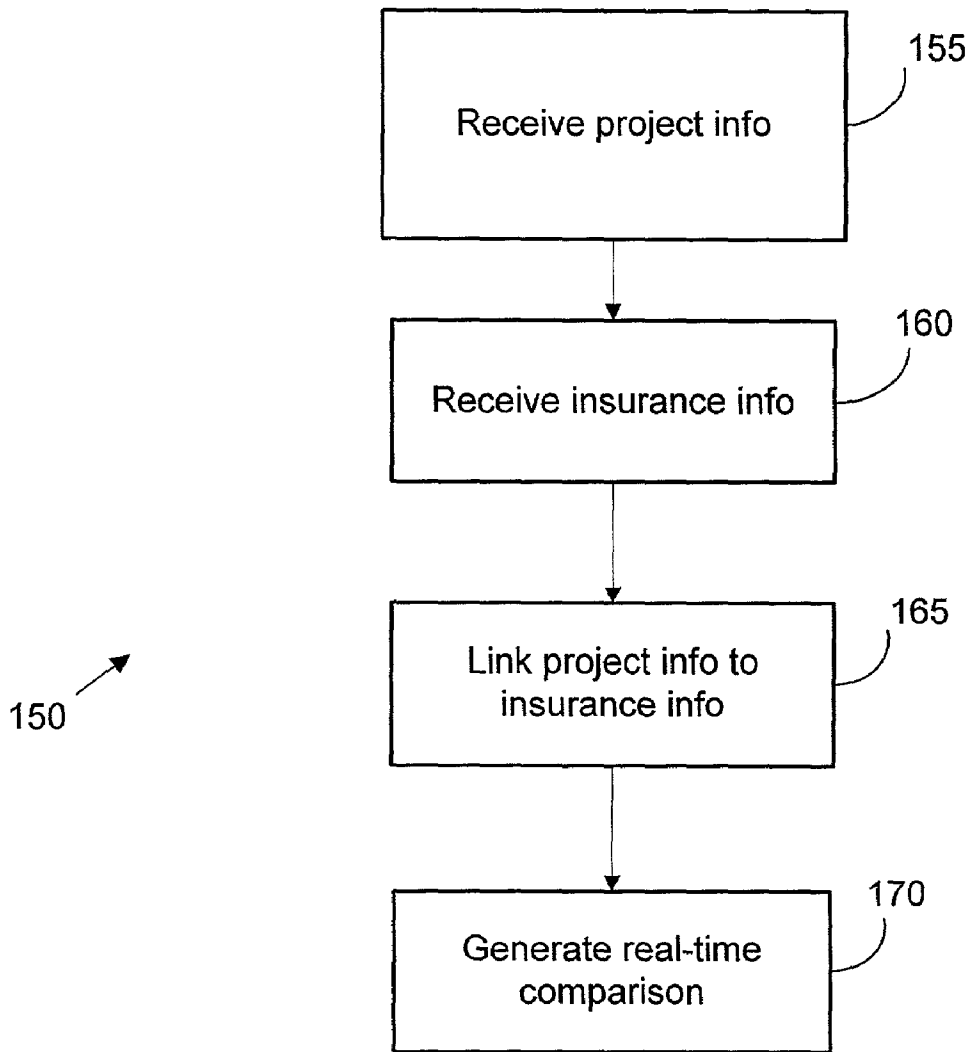 155
Receive project info
160
Receive insurance info
165
Link project info to
insurance info
150
170
Generate real-time
comparison